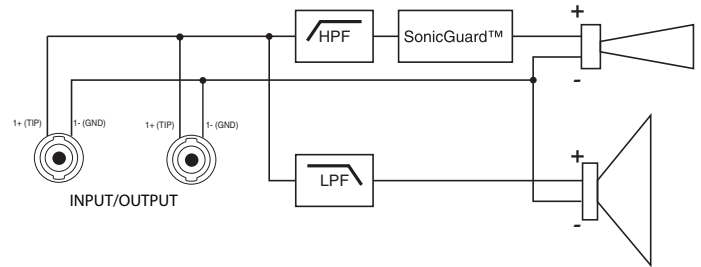 +
HPF
SonicGuard™
-
1+ (TIP)
1- (GND)
1+ (TIP)
1- (GND)
+
LPF
INPUT/OUTPUT
-